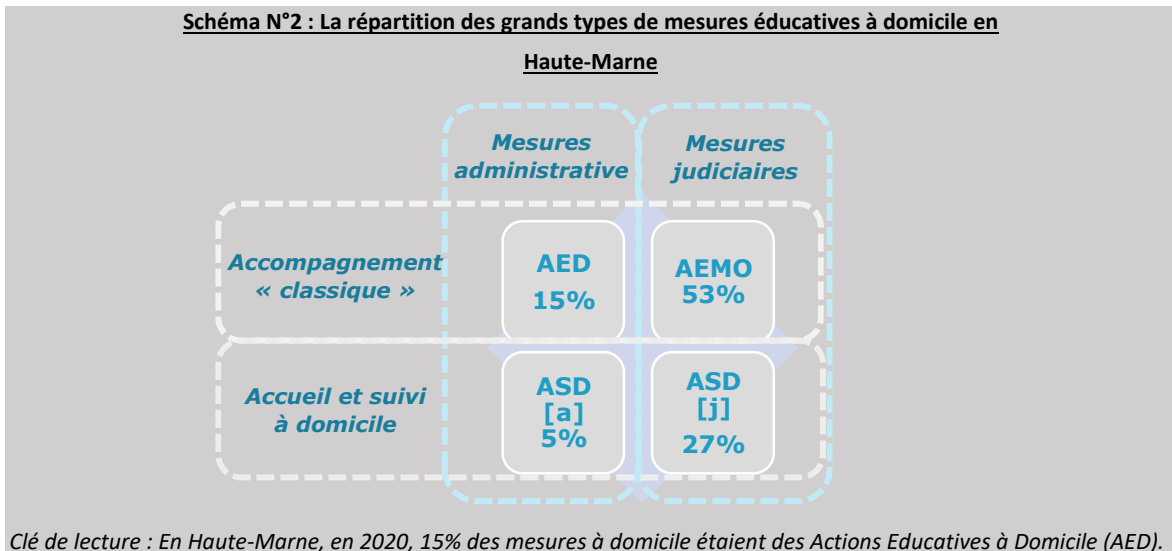 Schéma N°2 : La répartition des grands types de mesures éducatives à domicile en
Haute-Marne
Mesures
administrative
Mesures
judiciaires
Accompagnement
« classique »
AED
15%
AEMO
53%
Accueil et suivi
à domicile
ASD
[a]
5%
ASD
[j]
27%
Clé de lecture : En Haute-Marne, en 2020, 15% des mesures à domicile étaient des Actions Educatives à Domicile (AED).